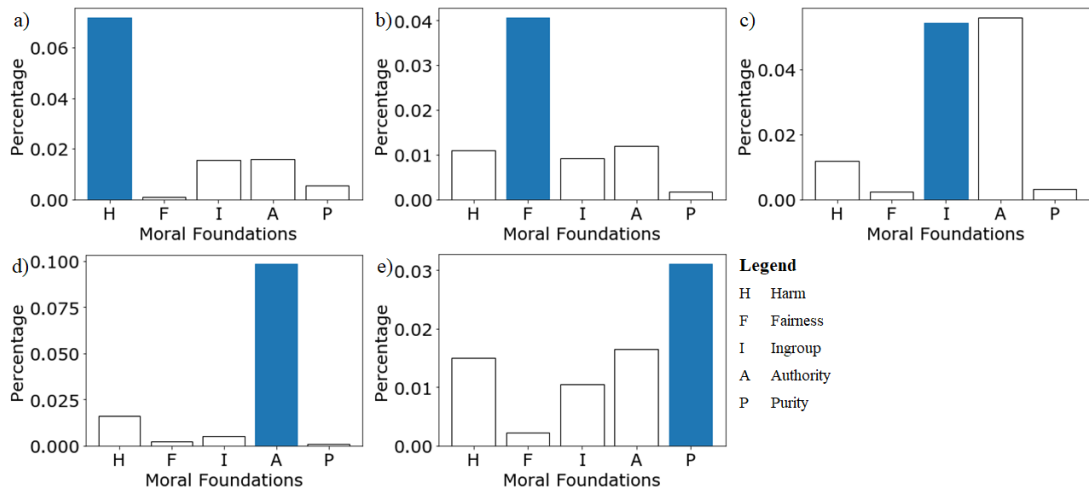 a)
Percentage
0.06
0.04
0.02
0.00
H F I A P
Moral Foundations
b)
Percentage
0.04
0.03
0.02
0.01
0.00
H F I A P
Moral Foundations
c)
Percentage
0.04
0.02
0.00
H F I A P
Moral Foundations
d)
Percentage
0.100
0.075
0.050
0.025
0.000
H F I A P
Moral Foundations
e)
Percentage
0.03
0.02
0.01
0.00
H F I A P
Moral Foundations
Legend
H Harm
F Fairness
I Ingroup
A Authority
P Purity